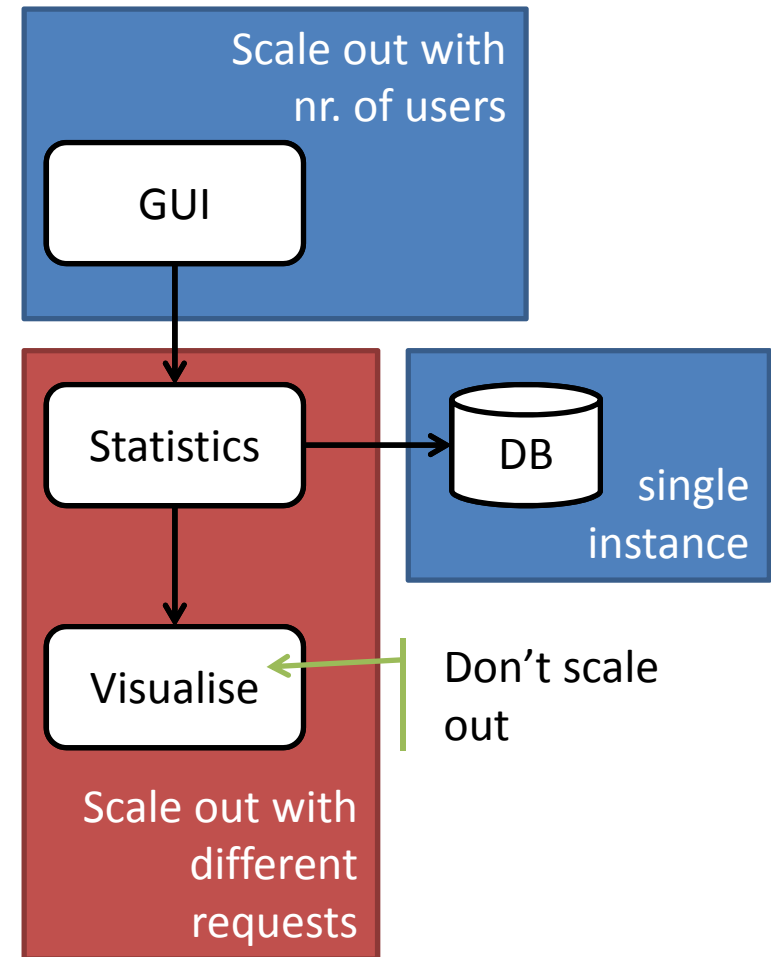 Scale out with
nr. of users
GUI
Statistics
DB
single
instance
Visualise
Don’t scale
out
Scale out with
different
requests